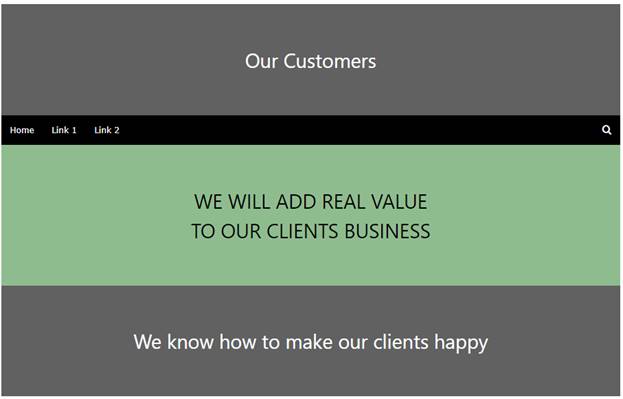 Our Customers
Home Link 1 Link 2
WE WILL ADD REAL VALUE
TO OUR CLIENTS BUSINESS
We know how to make our clients happy